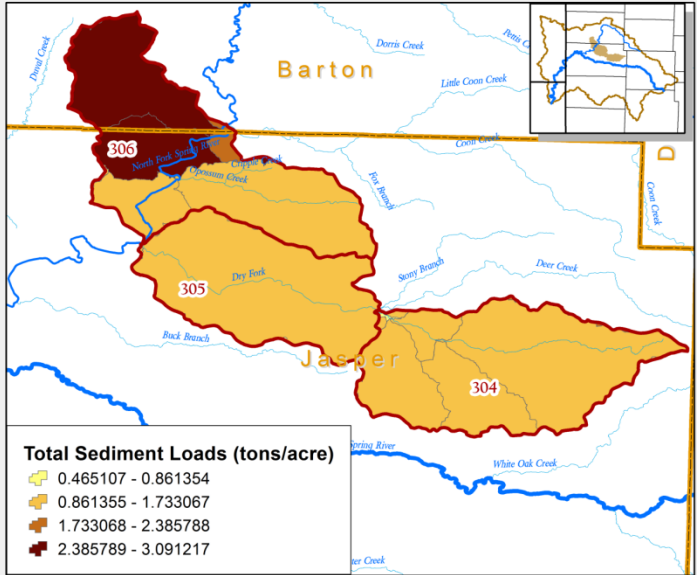 Duval Creek
Dorris Creek
Pettis C
Barton
Little Coon Creek
Coon Creek
D
306
North Fork Spring River
Opossum Creek
Fox Branch
Coon Creek
Stony Branch
Deer Creek
305
Dry Fork
Buck Branch
Jasper
304
Spring River
White Oak Creek
ter Creek
Total Sediment Loads (tons/acre)
0.465107 - 0.861354
0.861355 - 1.733067
1.733068 - 2.385788
2.385789 - 3.091217